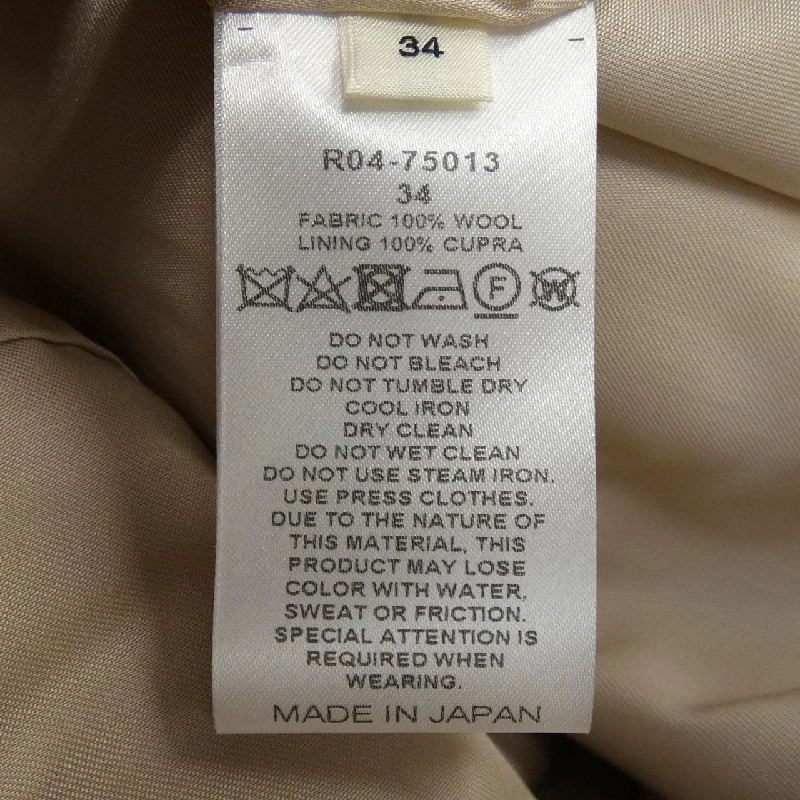 34
R04-75013
34
FABRIC 100% WOOL
LINING 100% CUPRA
F W
DO NOT WASH
DO NOT BLEACH
DO NOT TUMBLE DRY
COOL IRON
DRY CLEAN
DO NOT WET CLEAN
DO NOT USE STEAM IRON.
USE PRESS CLOTHES.
DUE TO THE NATURE OF
THIS MATERIAL, THIS
PRODUCT MAY LOSE
COLOR WITH WATER,
SWEAT OR FRICTION.
SPECIAL ATTENTION IS
REQUIRED WHEN
WEARING.
MADE IN JAPAN